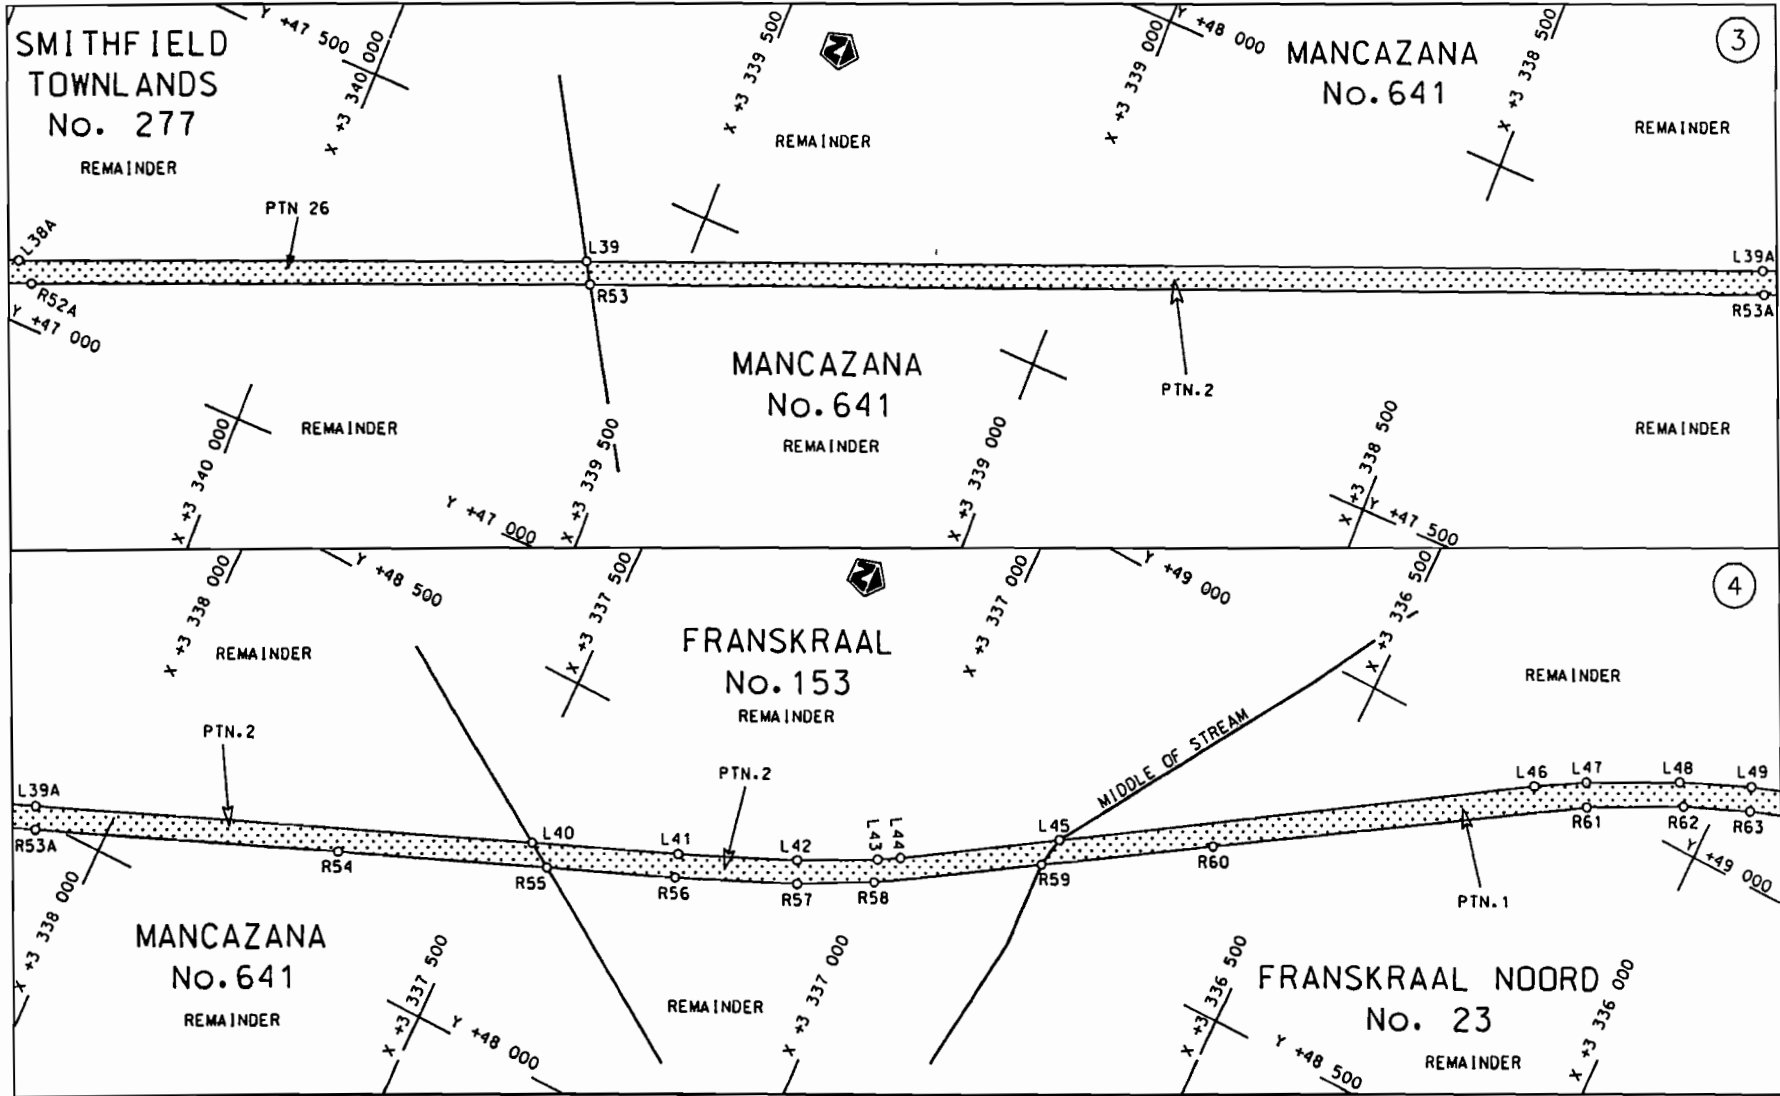 SMITHFIELD
TOWNLANDS
No. 277
REMAINDER
Y +47 500
X +3 340 000
X +3 339 500
N
X +3 339 000
Y +48 000
MANCAZANA
No.641
X +3 338 500
3
REMAINDER
REMAINDER
PTN 26
L38A
L39
L39A
R52A
R53
R53A
Y +47 000
MANCAZANA
No.641
REMAINDER
PTN.2
REMAINDER
REMAINDER
X +3 340 000
X +3 339 500
X +3 339 000
X +3 338 500
Y +47 000
Y +47 500
X +3 338 000
Y +48 500
X +3 337 500
N
X +3 337 000
Y +49 000
X +3 336 500
4
REMAINDER
FRANSKRAAL
No.153
REMAINDER
REMAINDER
PTN.2
PTN.2
MIDDLE OF STREAM
L39A
L40
L41
L42
L43
L44
L45
L46
L47
L48
L49
R53A
R54
R55
R56
R57
R58
R59
R60
R61
R62
R63
Y +49 000
PTN.1
X +3 338 000
MANCAZANA
No.641
REMAINDER
X +3 337 500
Y +48 000
REMAINDER
X +3 337 000
X +3 336 500
FRANSKRAAL NOORD
No. 23
REMAINDER
Y +48 500
X +3 336 000